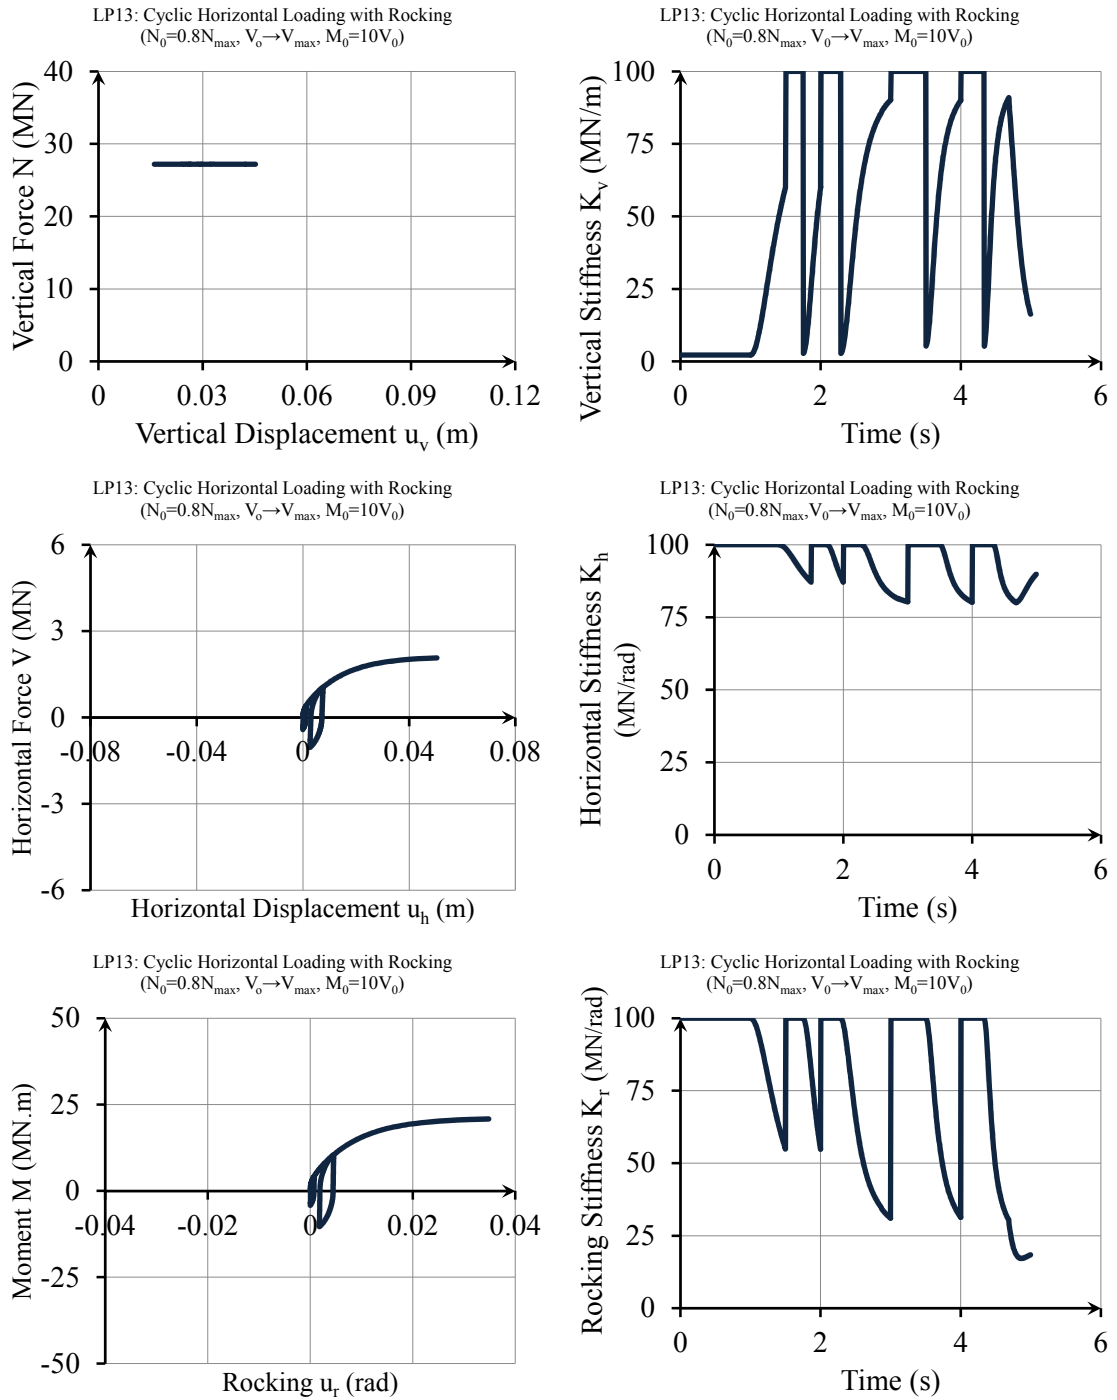 LP13: Cyclic Horizontal Loading with Rocking
(N₀=0.8Nₘₐₓ, Vₒ→Vₘₐₓ, M₀=10V₀)
40
30
20
10
0
0
0.03
0.06
0.09
0.12
Vertical Force N (MN)
Vertical Displacement uᵥ (m)
LP13: Cyclic Horizontal Loading with Rocking
(N₀=0.8Nₘₐₓ, V₀→Vₘₐₓ, M₀=10V₀)
100
75
50
25
0
0
2
4
6
Vertical Stiffness Kᵥ (MN/m)
Time (s)
LP13: Cyclic Horizontal Loading with Rocking
(N₀=0.8Nₘₐₓ, Vₒ→Vₘₐₓ, M₀=10V₀)
6
3
0
-3
-6
-0.08
-0.04
0
0.04
0.08
Horizontal Force V (MN)
Horizontal Displacement uₕ (m)
LP13: Cyclic Horizontal Loading with Rocking
(N₀=0.8Nₘₐₓ,V₀→Vₘₐₓ, M₀=10V₀)
100
75
50
25
0
0
2
4
6
Horizontal Stiffness Kₕ
(MN/rad)
Time (s)
LP13: Cyclic Horizontal Loading with Rocking
(N₀=0.8Nₘₐₓ, Vₒ→Vₘₐₓ, M₀=10V₀)
50
25
0
-25
-50
-0.04
-0.02
0
0.02
0.04
Moment M (MN.m)
Rocking uᵣ (rad)
LP13: Cyclic Horizontal Loading with Rocking
(N₀=0.8Nₘₐₓ, V₀→Vₘₐₓ, M₀=10V₀)
100
75
50
25
0
0
2
4
6
Rocking Stiffness Kᵣ (MN/rad)
Time (s)